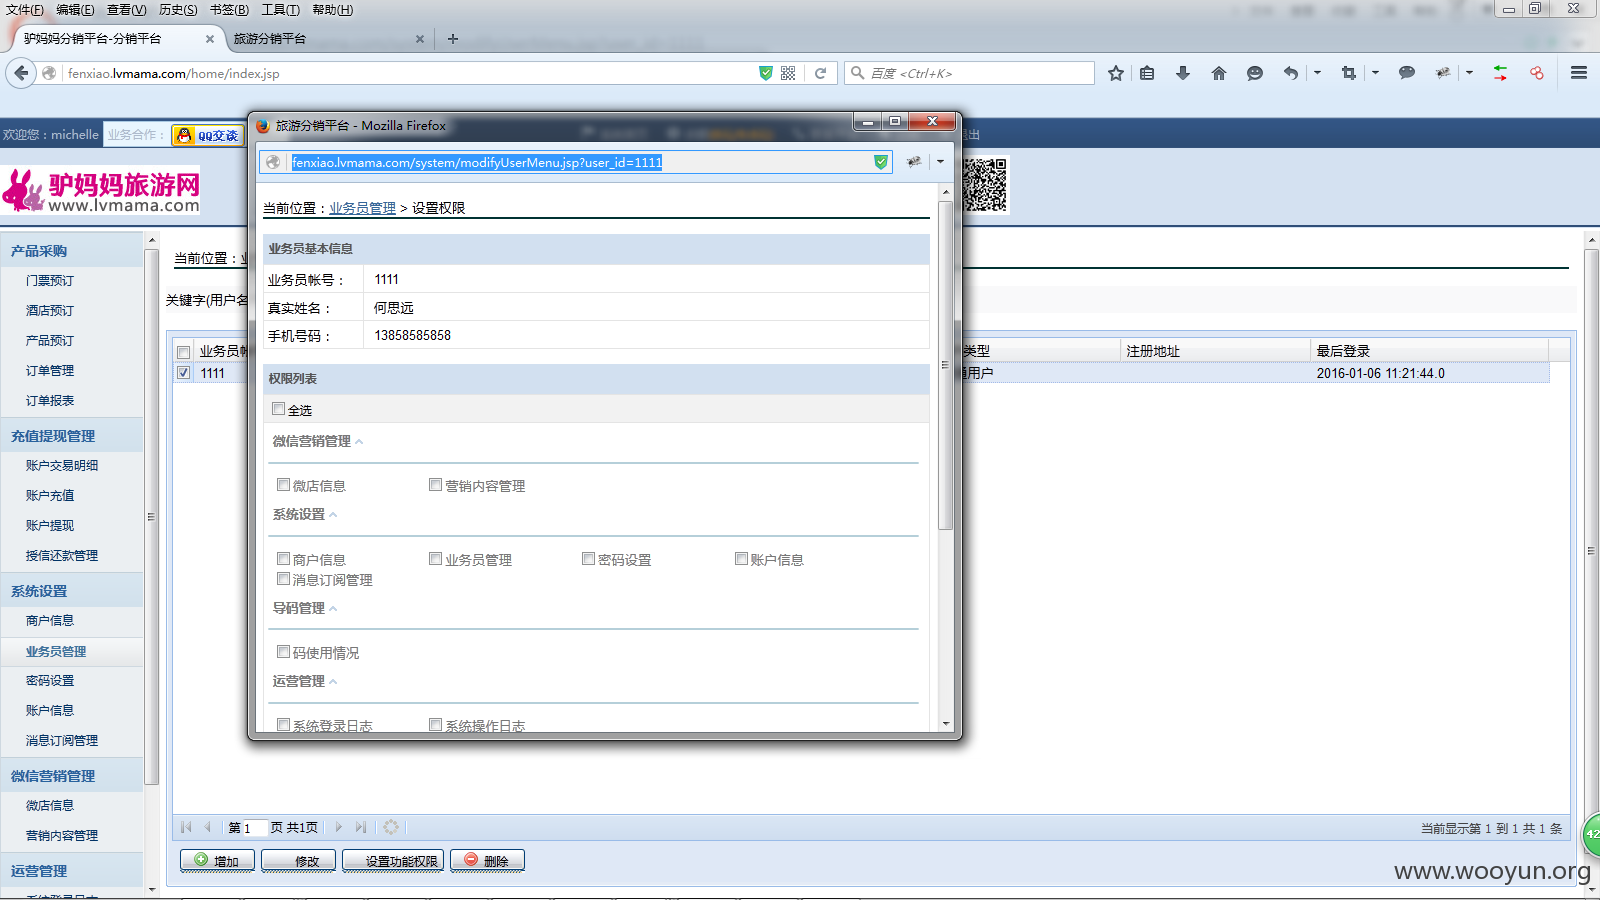 文件(F) 编辑(E) 查看(V) 历史(S) 书签(B) 工具(T) 帮助(H)
驴妈妈分销平台-分销平台
旅游分销平台
fenxiao.lvmama.com/home/index.jsp
百度 <Ctrl+K>
欢迎您：michelle
业务合作：
QQ交谈
退出
驴妈妈旅游网
www.lvmama.com
产品采购
门票预订
酒店预订
产品预订
订单管理
订单报表
充值提现管理
账户交易明细
账户充值
账户提现
授信还款管理
系统设置
商户信息
业务员管理
密码设置
账户信息
消息订阅管理
微信营销管理
微店信息
营销内容管理
运营管理
系统登录日志
当前位置：业
关键字(用户名
业务员帐
类型
注册地址
最后登录
1111
通用户
2016-01-06 11:21:44.0
旅游分销平台 - Mozilla Firefox
fenxiao.lvmama.com/system/modifyUserMenu.jsp?user_id=1111
当前位置：业务员管理 > 设置权限
业务员基本信息
业务员帐号： 1111
真实姓名： 何思远
手机号码： 13858585858
权限列表
全选
微信营销管理
微店信息 营销内容管理
系统设置
商户信息 业务员管理 密码设置 账户信息
消息订阅管理
导码管理
码使用情况
运营管理
系统登录日志 系统操作日志
第 1 页 共1页
当前显示第 1 到 1 共 1 条
增加 修改 设置功能权限 删除
42
www.wooyun.org